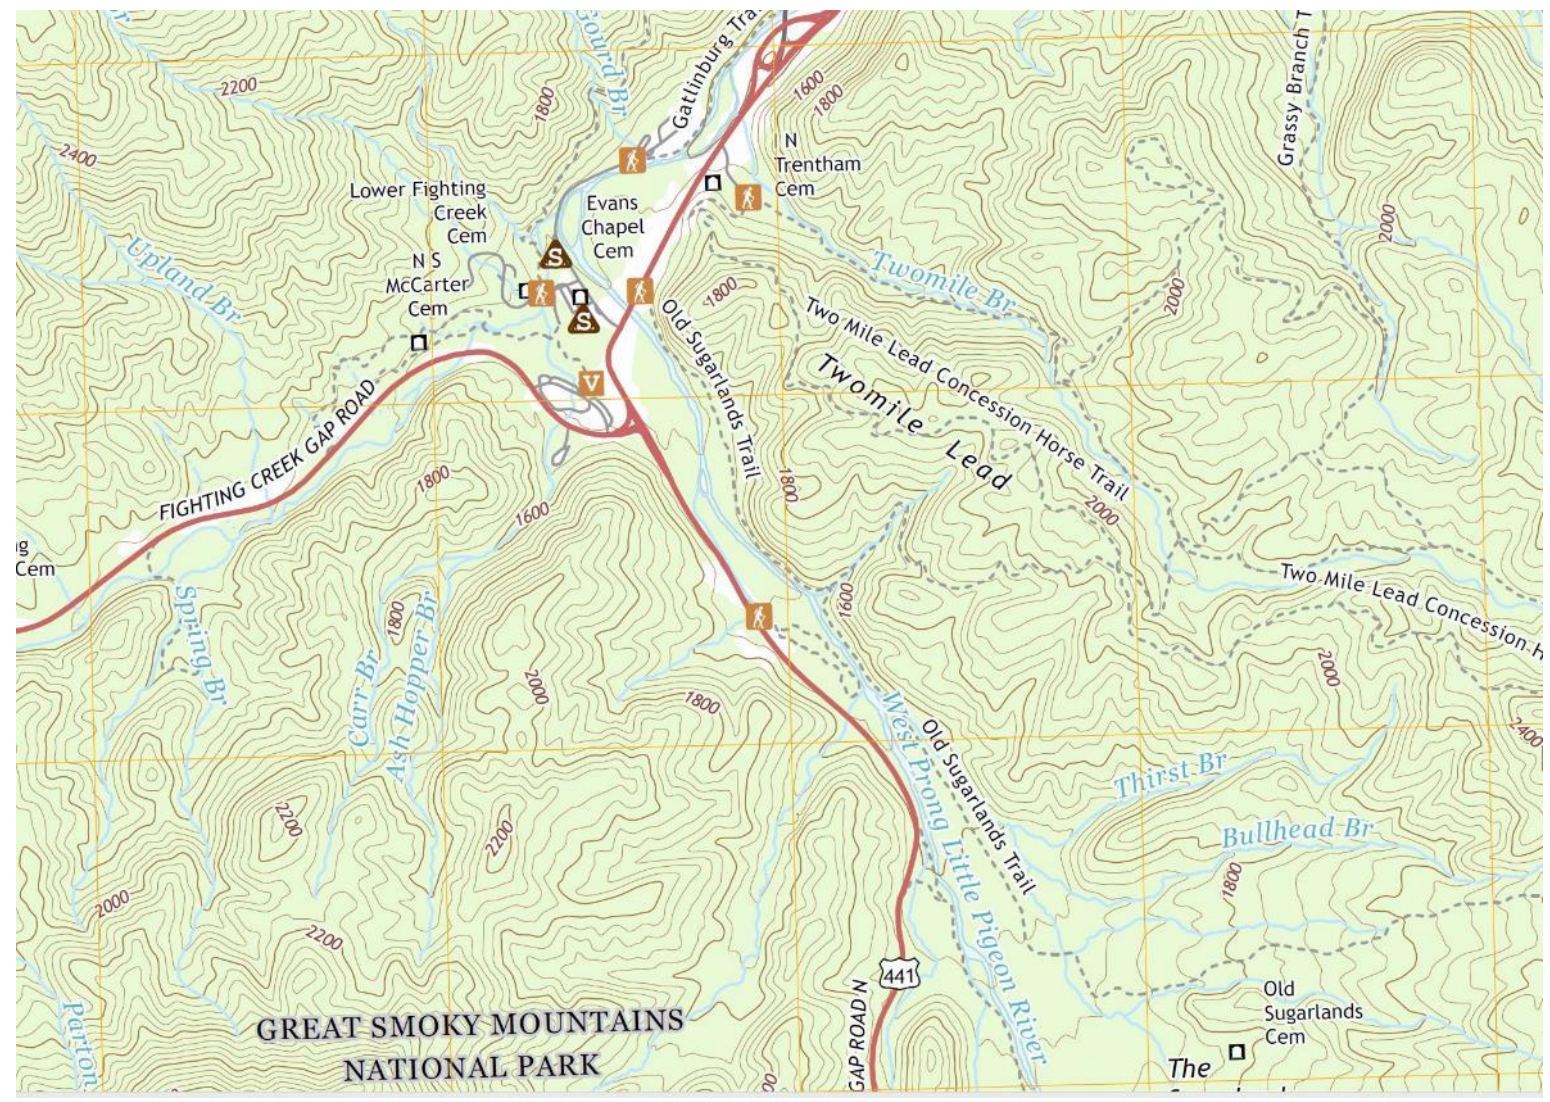 Gourd Br
Gatlinburg Trai
Grassy Branch T
2200
1800
1600
1800
2400
N
Trentham
Cem
Lower Fighting
Creek
Cem
Evans
Chapel
Cem
2000
Upland Br
N S
McCarter
Cem
S
S
V
1800
Twomile Br
2000
Old Sugarlands Trail
Two Mile Lead Concession Horse Trail
Twomile Lead
FIGHTING CREEK GAP ROAD
1800
1800
1600
2000
Cem
Spring Br
1800
Carr Br
Ash Hopper Br
1600
Two Mile Lead Concession H
2000
2000
1800
West Prong Little Pigeon River
Old Sugarlands Trail
2400
Thirst Br
2200
2200
Bullhead Br
1800
2000
2200
441
GAP ROAD N
Old
Sugarlands
Cem
Parton
GREAT SMOKY MOUNTAINS
NATIONAL PARK
The